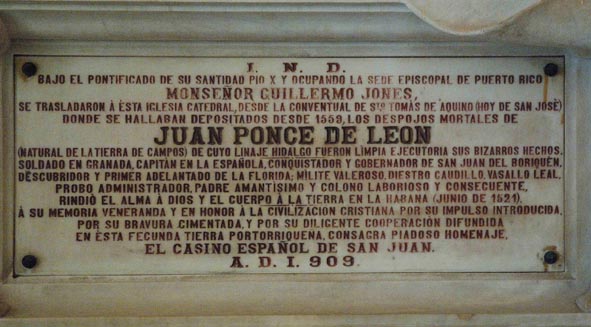 I. N. D.
BAJO EL PONTIFICADO DE SU SANTIDAD PIO X Y OCUPANDO LA SEDE EPISCOPAL DE PUERTO RICO
MONSEÑOR GUILLERMO JONES,
SE TRASLADARON Á ESTA IGLESIA CATEDRAL, DESDE LA CONVENTUAL DE STO TOMAS DE AQUINO (HOY DE SAN JOSÉ)
DONDE SE HALLABAN DEPOSITADOS DESDE 1559, LOS DESPOJOS MORTALES DE
JUAN PONCE DE LEON
(NATURAL DE LA TIERRA DE CAMPOS) DE CUYO LINAJE HIDALGO FUERON LIMPIA EJECUTORIA SUS BIZARROS HECHOS.
SOLDADO EN GRANADA, CAPITAN EN LA ESPAÑOLA, CONQUISTADOR Y GOBERNADOR DE SAN JUAN DEL BORIQUÉN,
DESCUBRIDOR Y PRIMER ADELANTADO DE LA FLORIDA; MILITE VALEROSO, DIESTRO CAUDILLO, VASALLO LEAL,
PROBO ADMINISTRADOR, PADRE AMANTÍSIMO Y COLONO LABORIOSO Y CONSECUENTE,
RINDIÓ EL ALMA Á DIOS Y EL CUERPO Á LA TIERRA EN LA HABANA (JUNIO DE 1521).
Á SU MEMORIA VENERANDA Y EN HONOR Á LA CIVILIZACIÓN CRISTIANA POR SU IMPULSO INTRODUCIDA,
POR SU BRAVURA CIMENTADA, Y POR SU DILIGENTE COOPERACIÓN DIFUNDIDA
EN ESTA FECUNDA TIERRA PORTORRIQUEÑA, CONSAGRA PIADOSO HOMENAJE,
EL CASINO ESPAÑOL DE SAN JUAN.
A. D. I. 909.